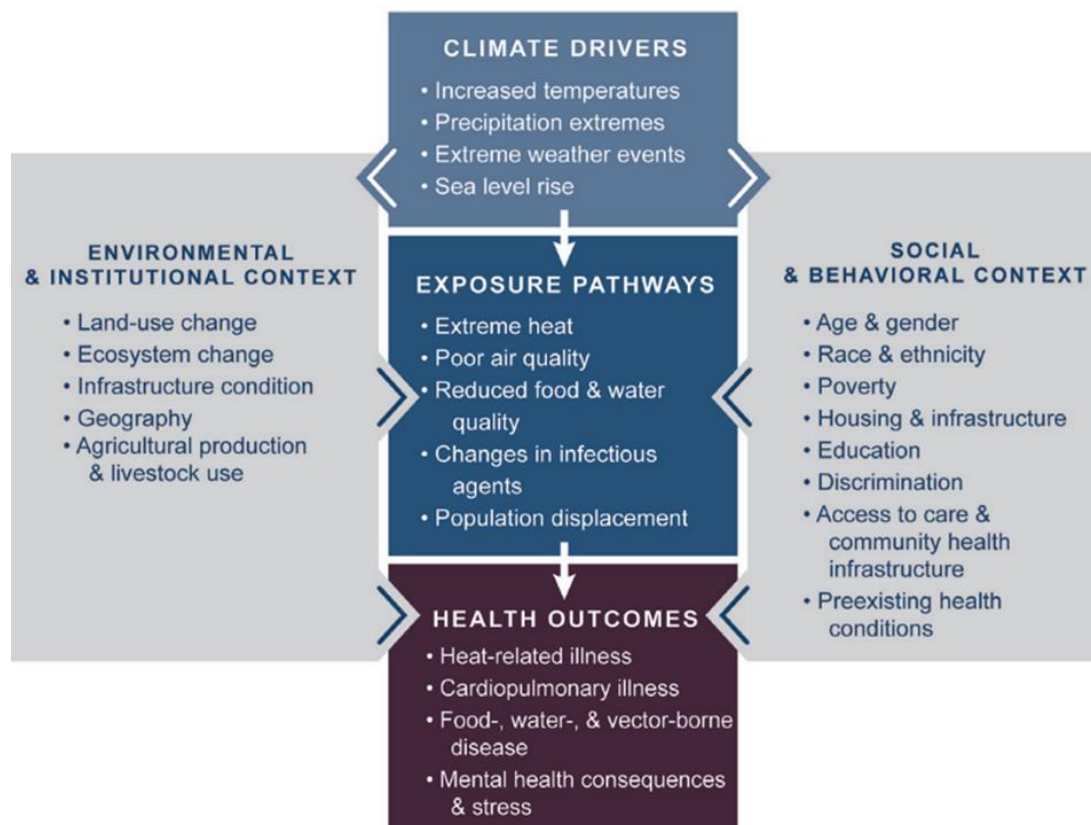 CLIMATE DRIVERS
• Increased temperatures
• Precipitation extremes
• Extreme weather events
• Sea level rise
ENVIRONMENTAL
& INSTITUTIONAL CONTEXT
• Land-use change
• Ecosystem change
• Infrastructure condition
• Geography
• Agricultural production
& livestock use
EXPOSURE PATHWAYS
• Extreme heat
• Poor air quality
• Reduced food & water
quality
• Changes in infectious
agents
• Population displacement
SOCIAL
& BEHAVIORAL CONTEXT
• Age & gender
• Race & ethnicity
• Poverty
• Housing & infrastructure
• Education
• Discrimination
• Access to care &
community health
infrastructure
• Preexisting health
conditions
HEALTH OUTCOMES
• Heat-related illness
• Cardiopulmonary illness
• Food-, water-, & vector-borne
disease
• Mental health consequences
& stress